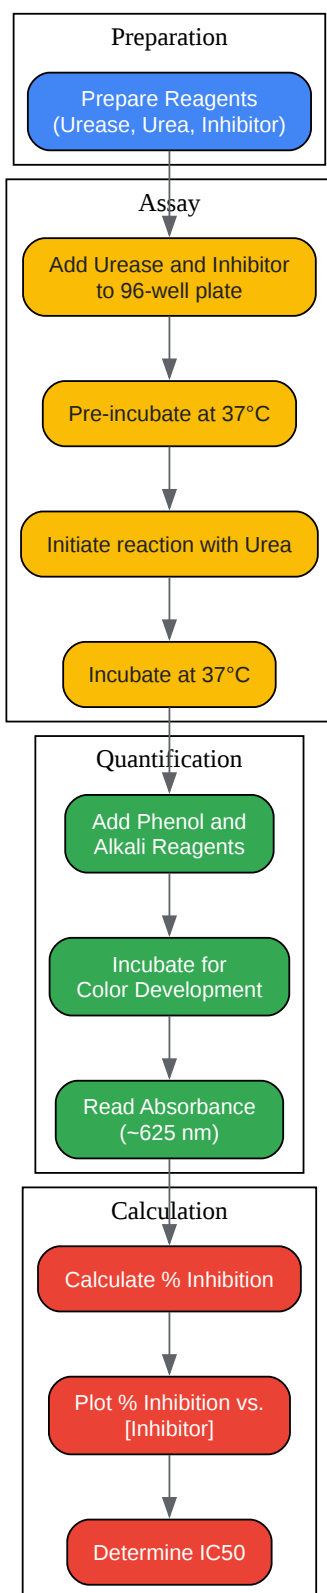 Preparation
Prepare Reagents
(Urease, Urea, Inhibitor)
Assay
Add Urease and Inhibitor
to 96-well plate
Pre-incubate at 37°C
Initiate reaction with Urea
Incubate at 37°C
Quantification
Add Phenol and
Alkali Reagents
Incubate for
Color Development
Read Absorbance
(~625 nm)
Calculation
Calculate % Inhibition
Plot % Inhibition vs.
[Inhibitor]
Determine IC50